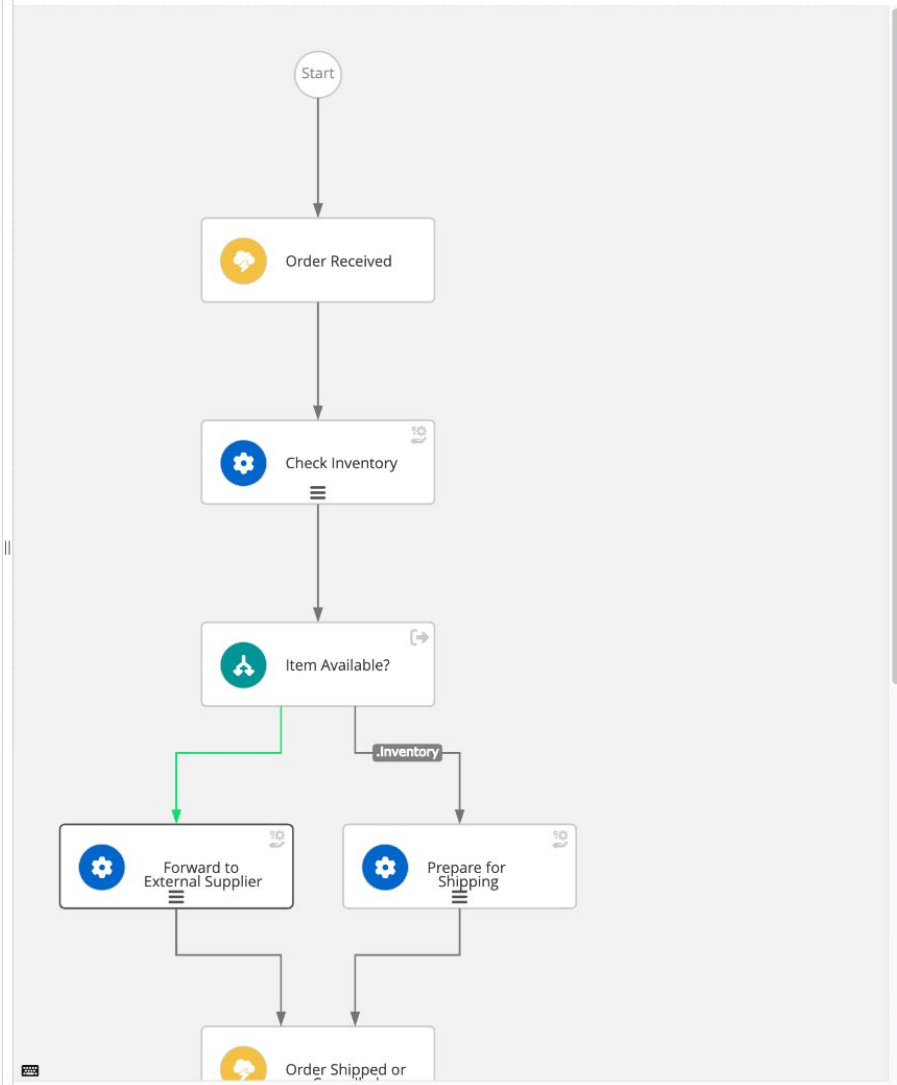 Start
Order Received
Check Inventory
Item Available?
.Inventory
Forward to
External Supplier
Prepare for
Shipping
Order Shipped or